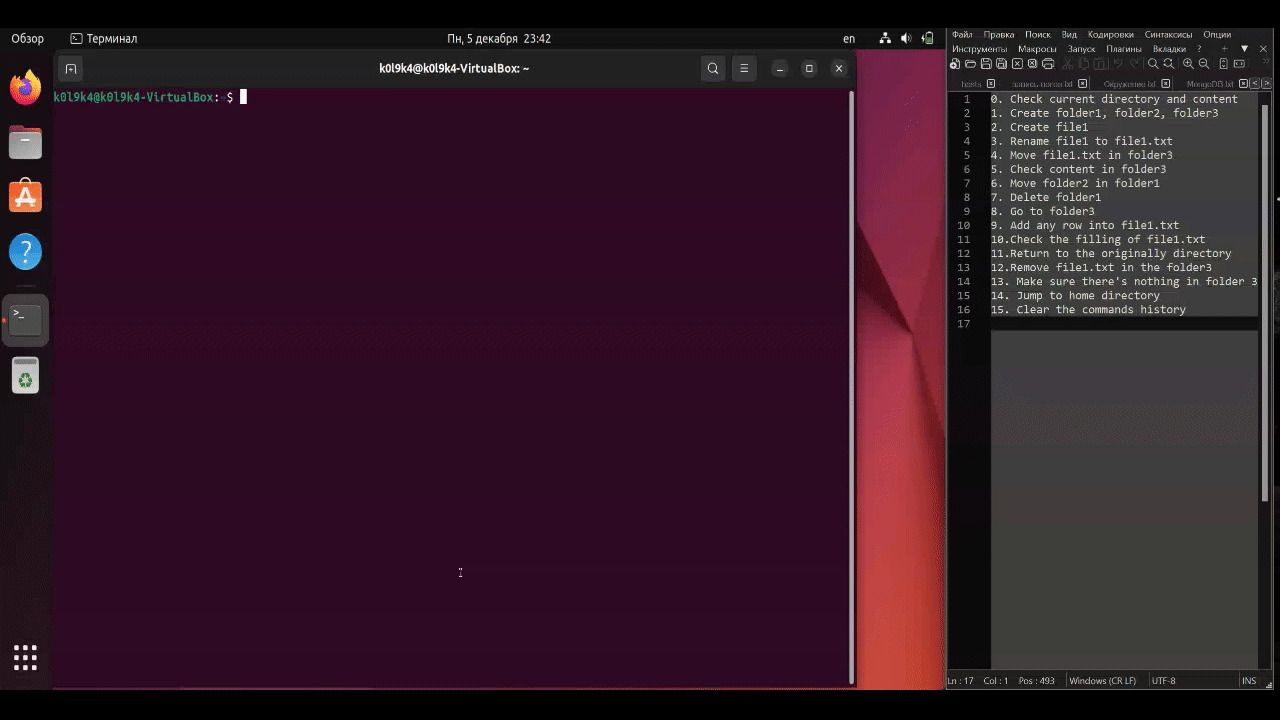 Обзор
Терминал
Пн, 5 декабря 23:42
en
k0l9k4@k0l9k4-VirtualBox: ~
k0l9k4@k0l9k4-VirtualBox:~$
Файл Правка Поиск Вид Кодировки Синтаксисы Опции
Инструменты Макросы Запуск Плагины Вкладки ?
hosts запись логов.txt Окружение.txt MongoDB.txt
1 0. Check current directory and content
2 1. Create folder1, folder2, folder3
3 2. Create file1
4 3. Rename file1 to file1.txt
5 4. Move file1.txt in folder3
6 5. Check content in folder3
7 6. Move folder2 in folder1
8 7. Delete folder1
9 8. Go to folder3
10 9. Add any row into file1.txt
11 10.Check the filling of file1.txt
12 11.Return to the originally directory
13 12.Remove file1.txt in the folder3
14 13. Make sure there's nothing in folder 3
15 14. Jump to home directory
16 15. Clear the commands history
17
Ln : 17 Col : 1 Pos : 493 Windows (CR LF) UTF-8 INS